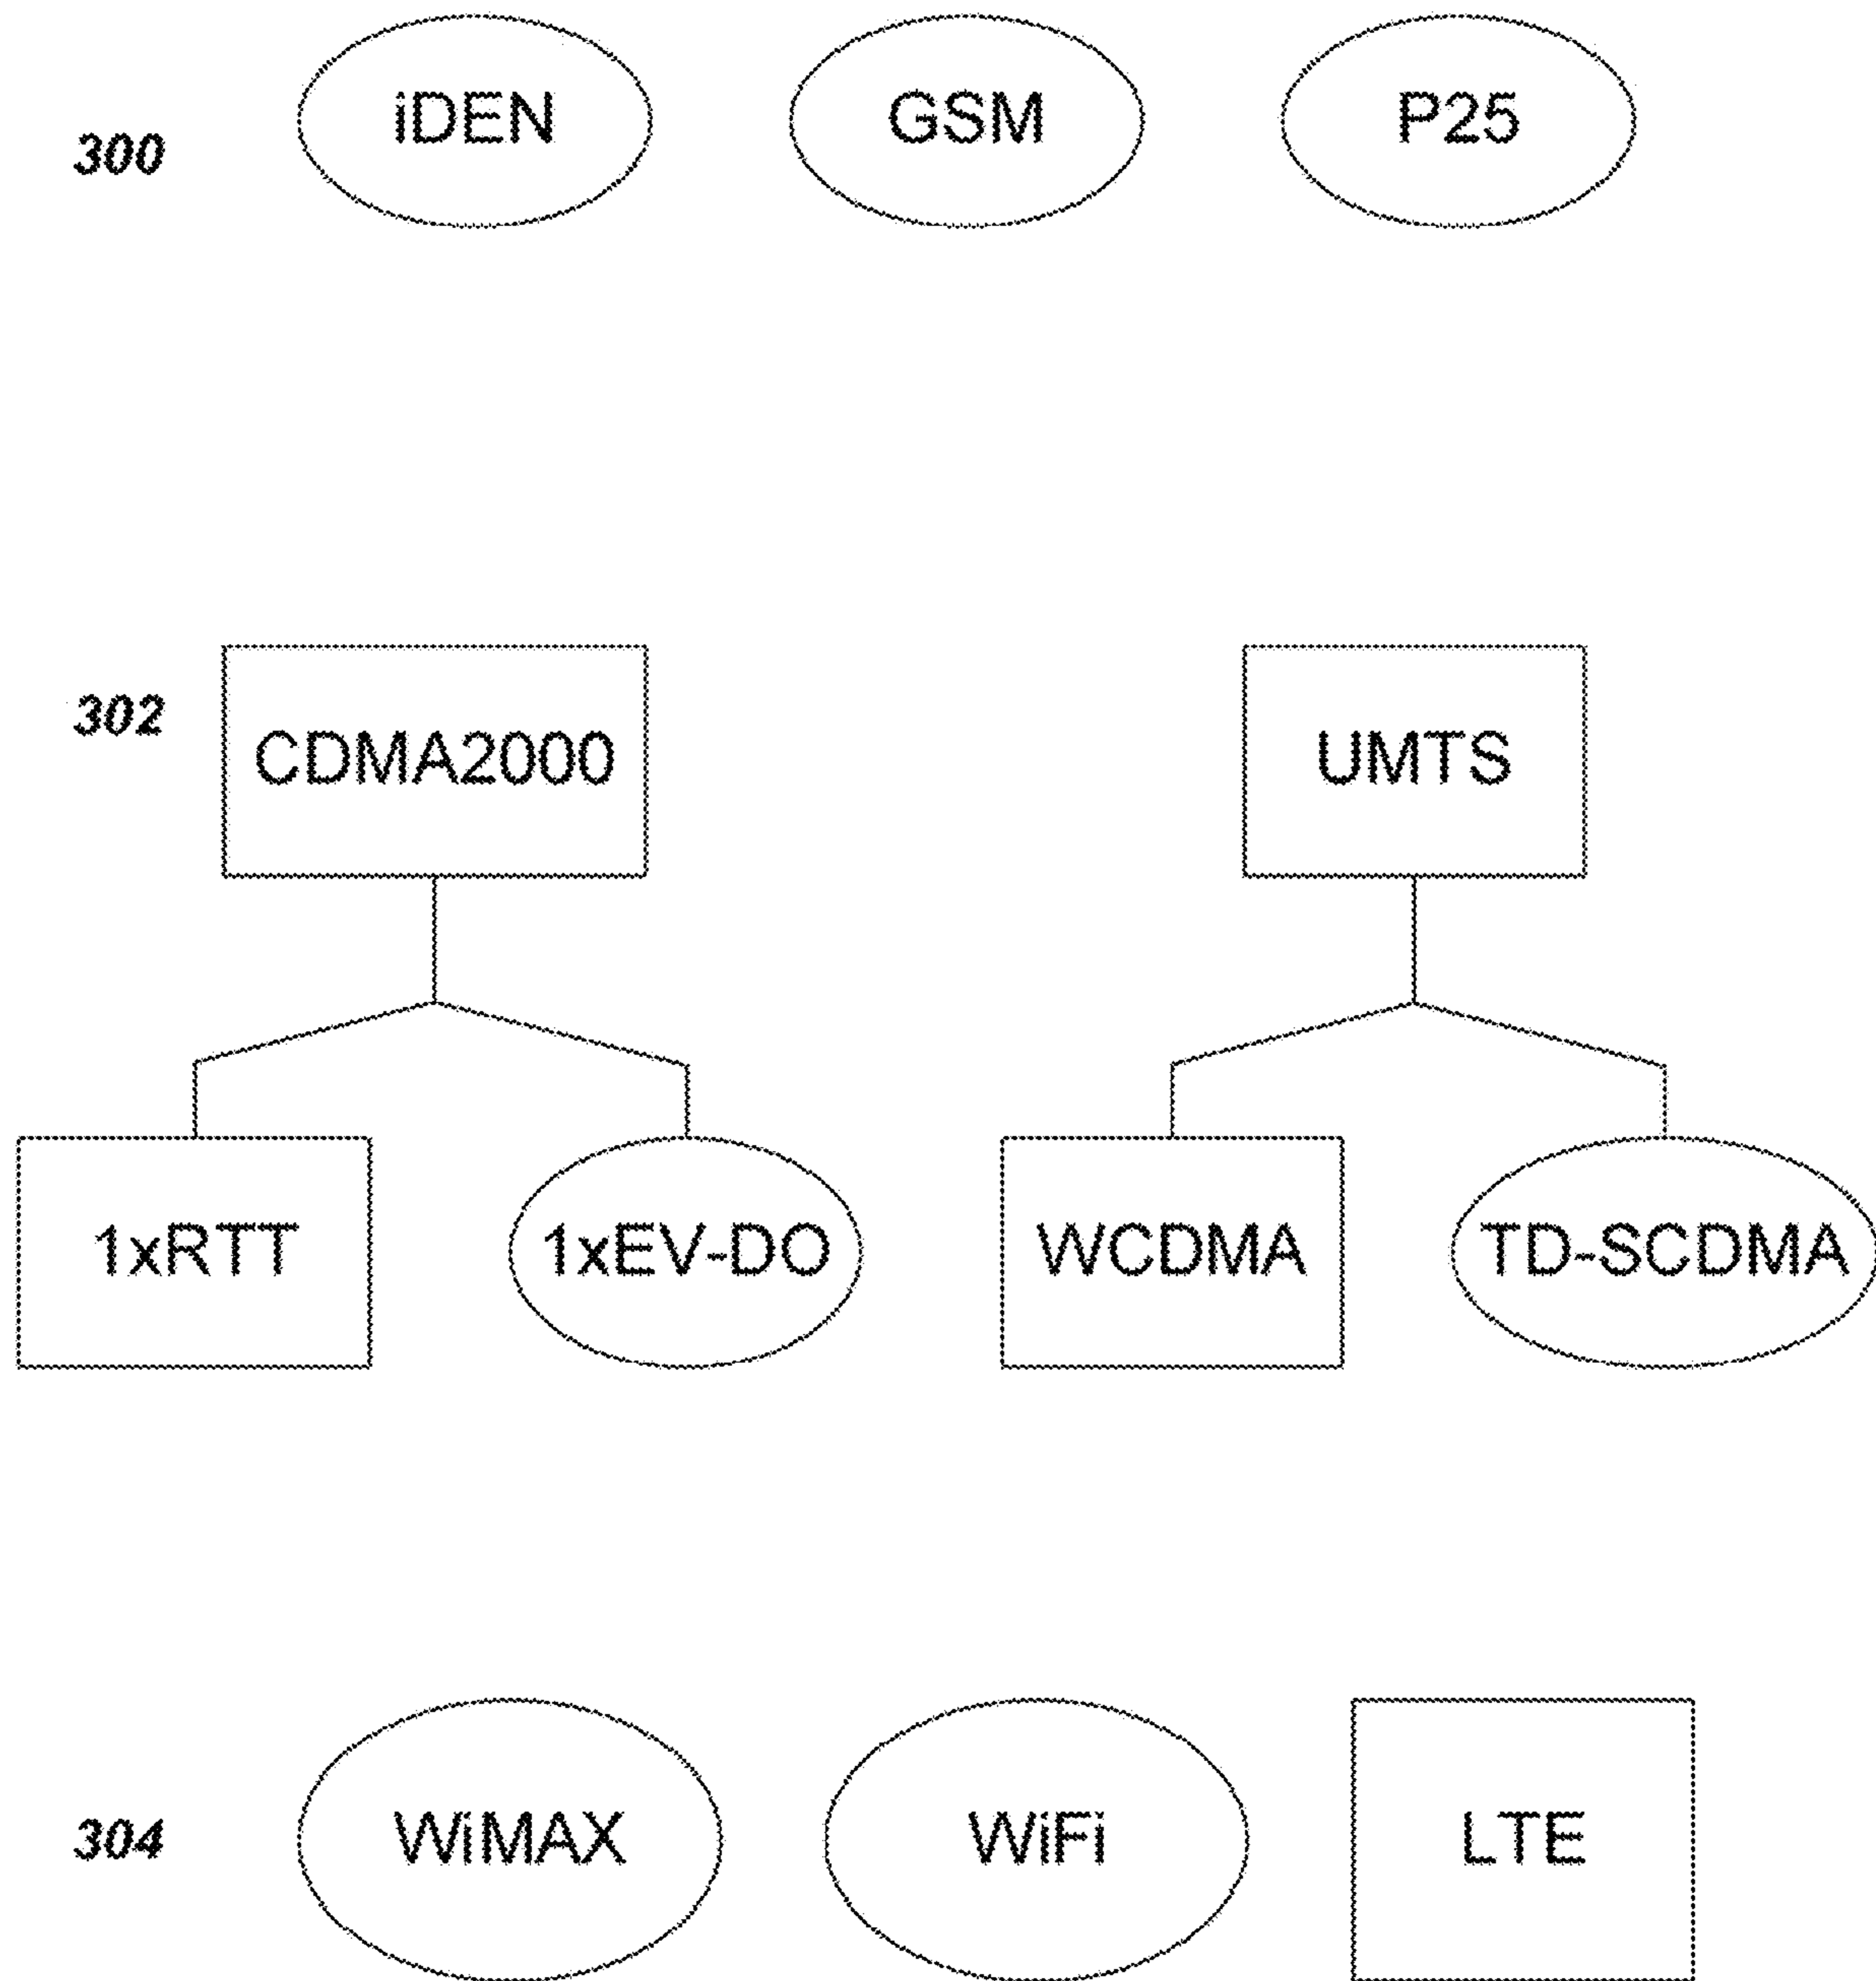 300
iDEN
GSM
P25
302
CDMA2000
UMTS
1xRTT
1xEV-DO
WCDMA
TD-SCDMA
304
WiMAX
WiFi
LTE